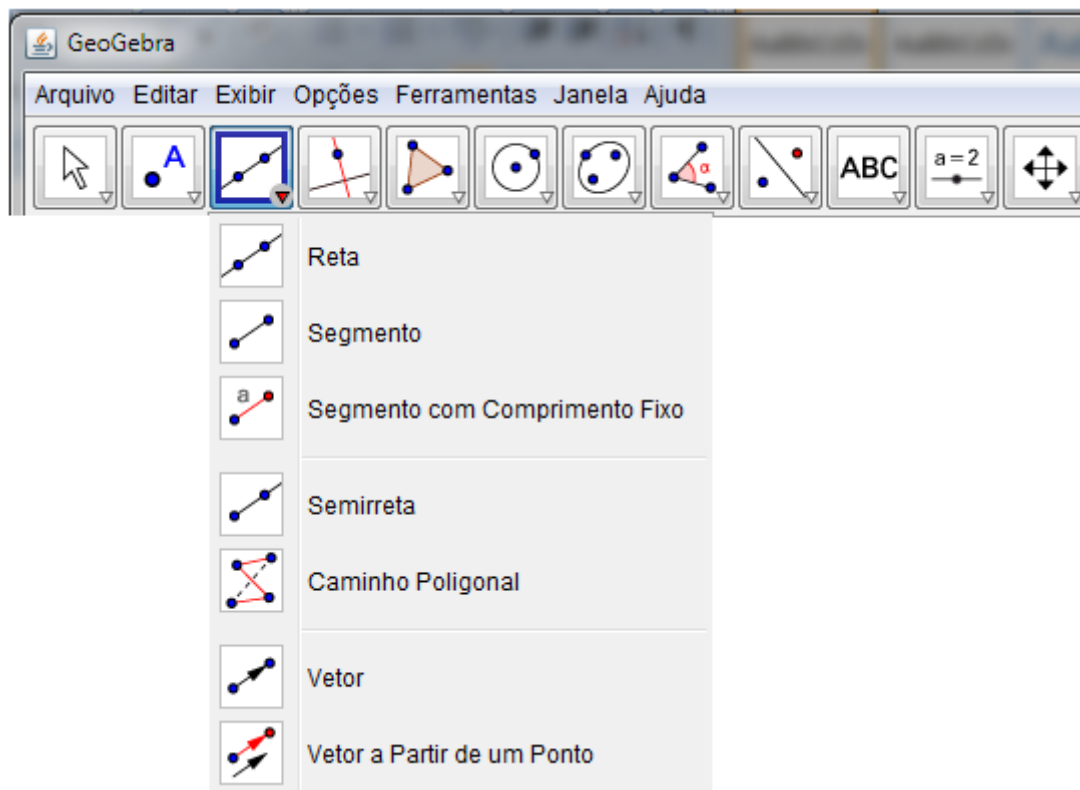 GeoGebra
Arquivo Editar Exibir Opções Ferramentas Janela Ajuda
A α ABC a=2
Reta
Segmento
a
Segmento com Comprimento Fixo
Semirreta
Caminho Poligonal
Vetor
Vetor a Partir de um Ponto